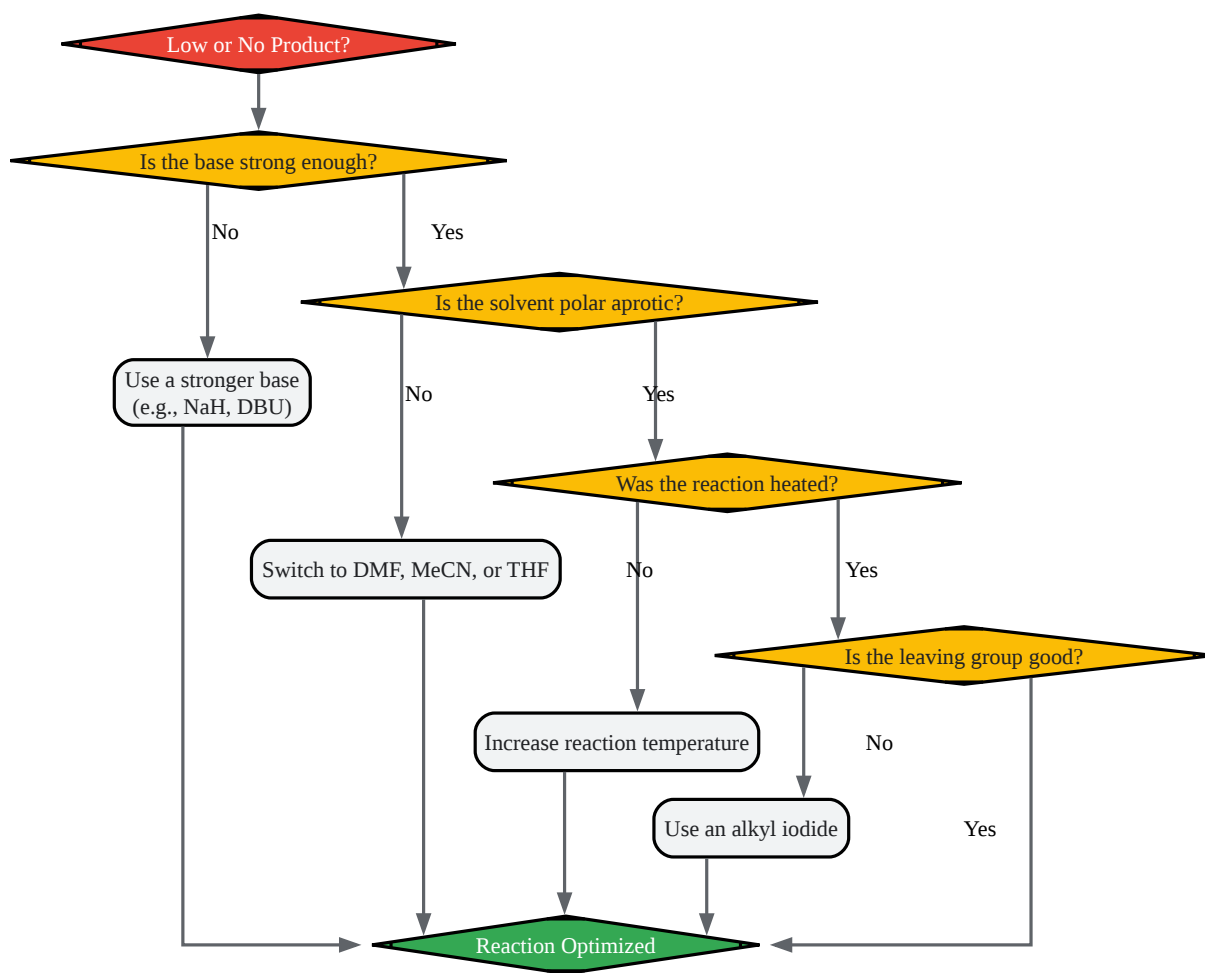 Low or No Product?
Is the base strong enough?
No
Yes
Is the solvent polar aprotic?
Use a stronger base
(e.g., NaH, DBU)
No
Yes
Was the reaction heated?
Switch to DMF, MeCN, or THF
No
Yes
Is the leaving group good?
Increase reaction temperature
No
Use an alkyl iodide
Yes
Reaction Optimized